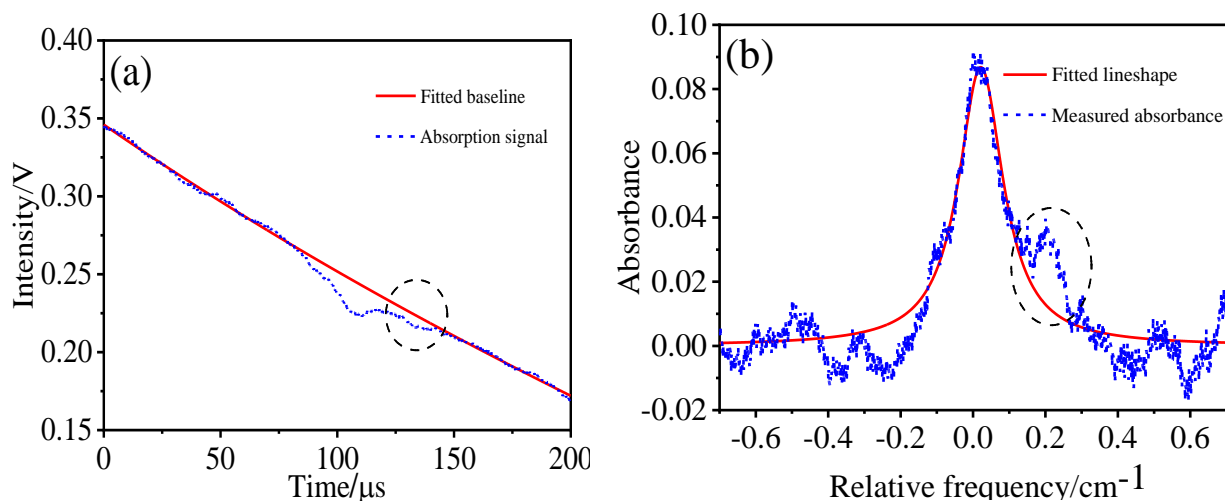 (a)
Fitted baseline
Absorption signal
0.40
0.35
0.30
0.25
0.20
0.15
Intensity/V
0
50
100
150
200
Time/μs
(b)
Fitted lineshape
Measured absorbance
0.10
0.08
0.06
0.04
0.02
0.00
-0.02
Absorbance
-0.6
-0.4
-0.2
0.0
0.2
0.4
0.6
Relative frequency/cm-1